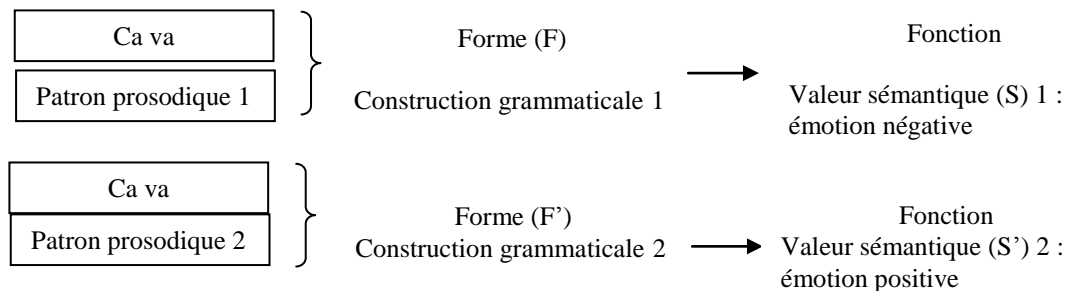 Ca va
Patron prosodique 1
Forme (F)
Construction grammaticale 1
Fonction
Valeur sémantique (S) 1 :
émotion négative
Ca va
Patron prosodique 2
Forme (F’)
Construction grammaticale 2
Fonction
Valeur sémantique (S’) 2 :
émotion positive